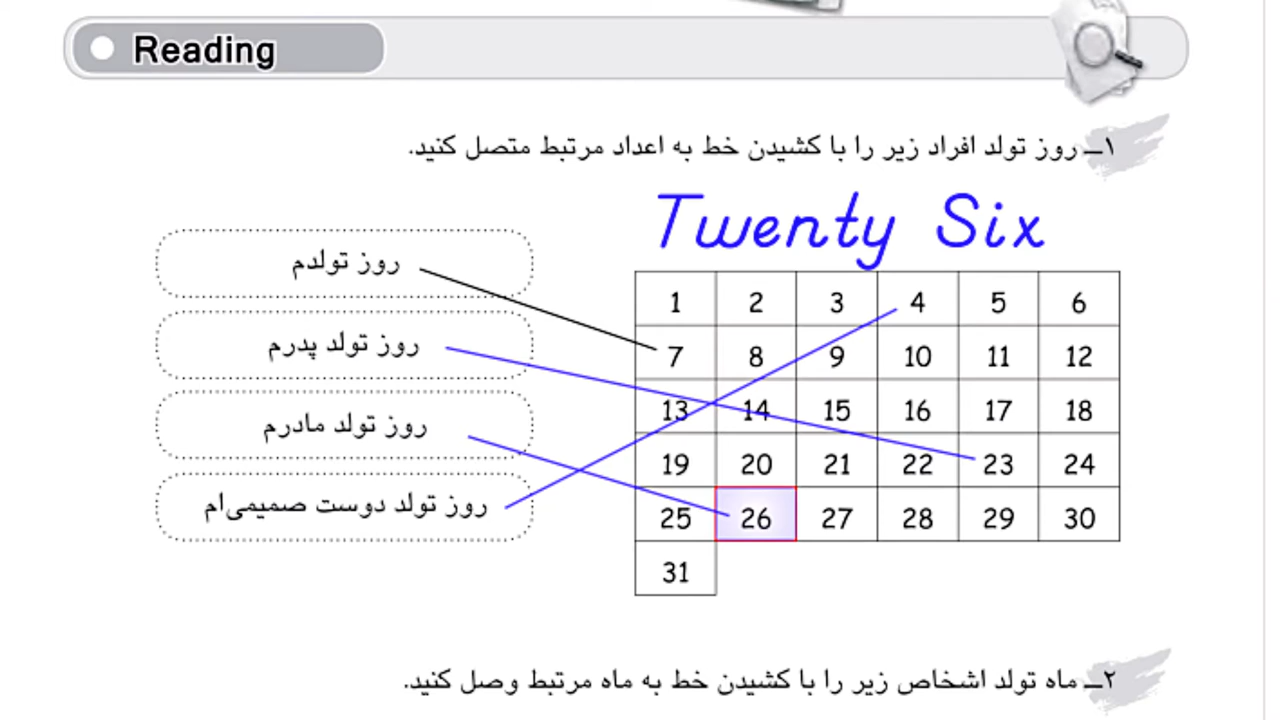 Reading
۱ــ روز تولد افراد زیر را با کشیدن خط به اعداد مرتبط متصل کنید.
Twenty Six
روز تولدم
روز تولد پدرم
روز تولد مادرم
روز تولد دوست صمیمی‌ام
1 2 3 4 5 6
7 8 9 10 11 12
13 14 15 16 17 18
19 20 21 22 23 24
25 26 27 28 29 30
31
۲ــ ماه تولد اشخاص زیر را با کشیدن خط به ماه مرتبط وصل کنید.